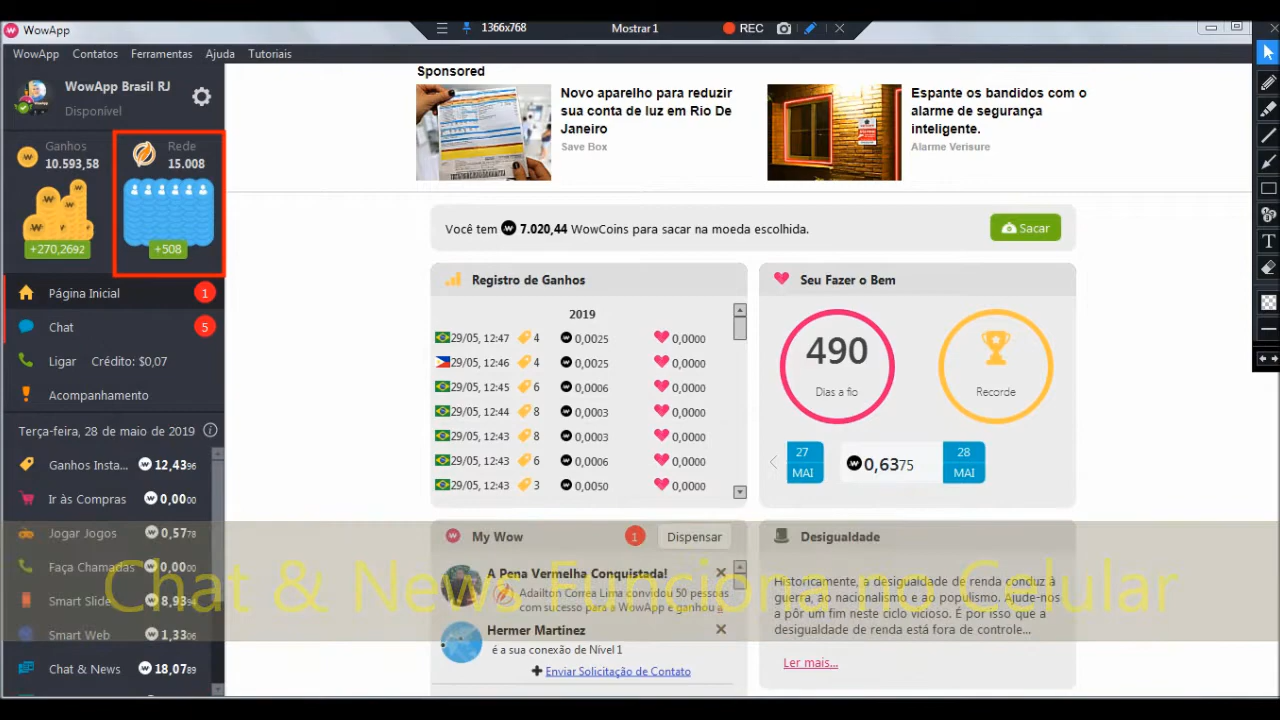 WowApp
1366x768
Mostrar 1
REC
WowApp Contatos Ferramentas Ajuda Tutoriais
WowApp Brasil RJ
Disponível
Ganhos
10.593,58
+270,2692
Rede
15.008
+508
Página Inicial 1
Chat 5
Ligar Crédito: $0,07
Acompanhamento
Terça-feira, 28 de maio de 2019
Ganhos Insta... 12,4396
Ir às Compras 0,0000
Jogar Jogos 0,5778
Faça Chamadas 0,0000
Smart Slide 8,9394
Smart Web 1,3306
Chat & News 18,0789
Sponsored
Novo aparelho para reduzir
sua conta de luz em Rio De
Janeiro
Save Box
Espante os bandidos com o
alarme de segurança
inteligente.
Alarme Verisure
Você tem 7.020,44 WowCoins para sacar na moeda escolhida.
Sacar
Registro de Ganhos
2019
29/05, 12:47 4 0,0025 0,0000
29/05, 12:46 4 0,0025 0,0000
29/05, 12:45 6 0,0006 0,0000
29/05, 12:44 8 0,0003 0,0000
29/05, 12:43 8 0,0003 0,0000
29/05, 12:43 6 0,0006 0,0000
29/05, 12:43 3 0,0050 0,0000
Seu Fazer o Bem
490
Dias a fio
Recorde
27
MAI
0,6375
28
MAI
My Wow 1 Dispensar
A Pena Vermelha Conquistada!
Adailton Correa Lima convidou 50 pessoas
com sucesso para o WowApp e ganhou a
Hermer Martinez
é a sua conexão de Nível 1
Enviar Solicitação de Contato
Desigualdade
Historicamente, a desigualdade de renda conduz à
guerra, ao nacionalismo e ao populismo. Ajude-nos
a pôr um fim neste ciclo vicioso. É por isso que a
desigualdade de renda está fora de controle...
Ler mais...
Chat & News Funciona no Celular